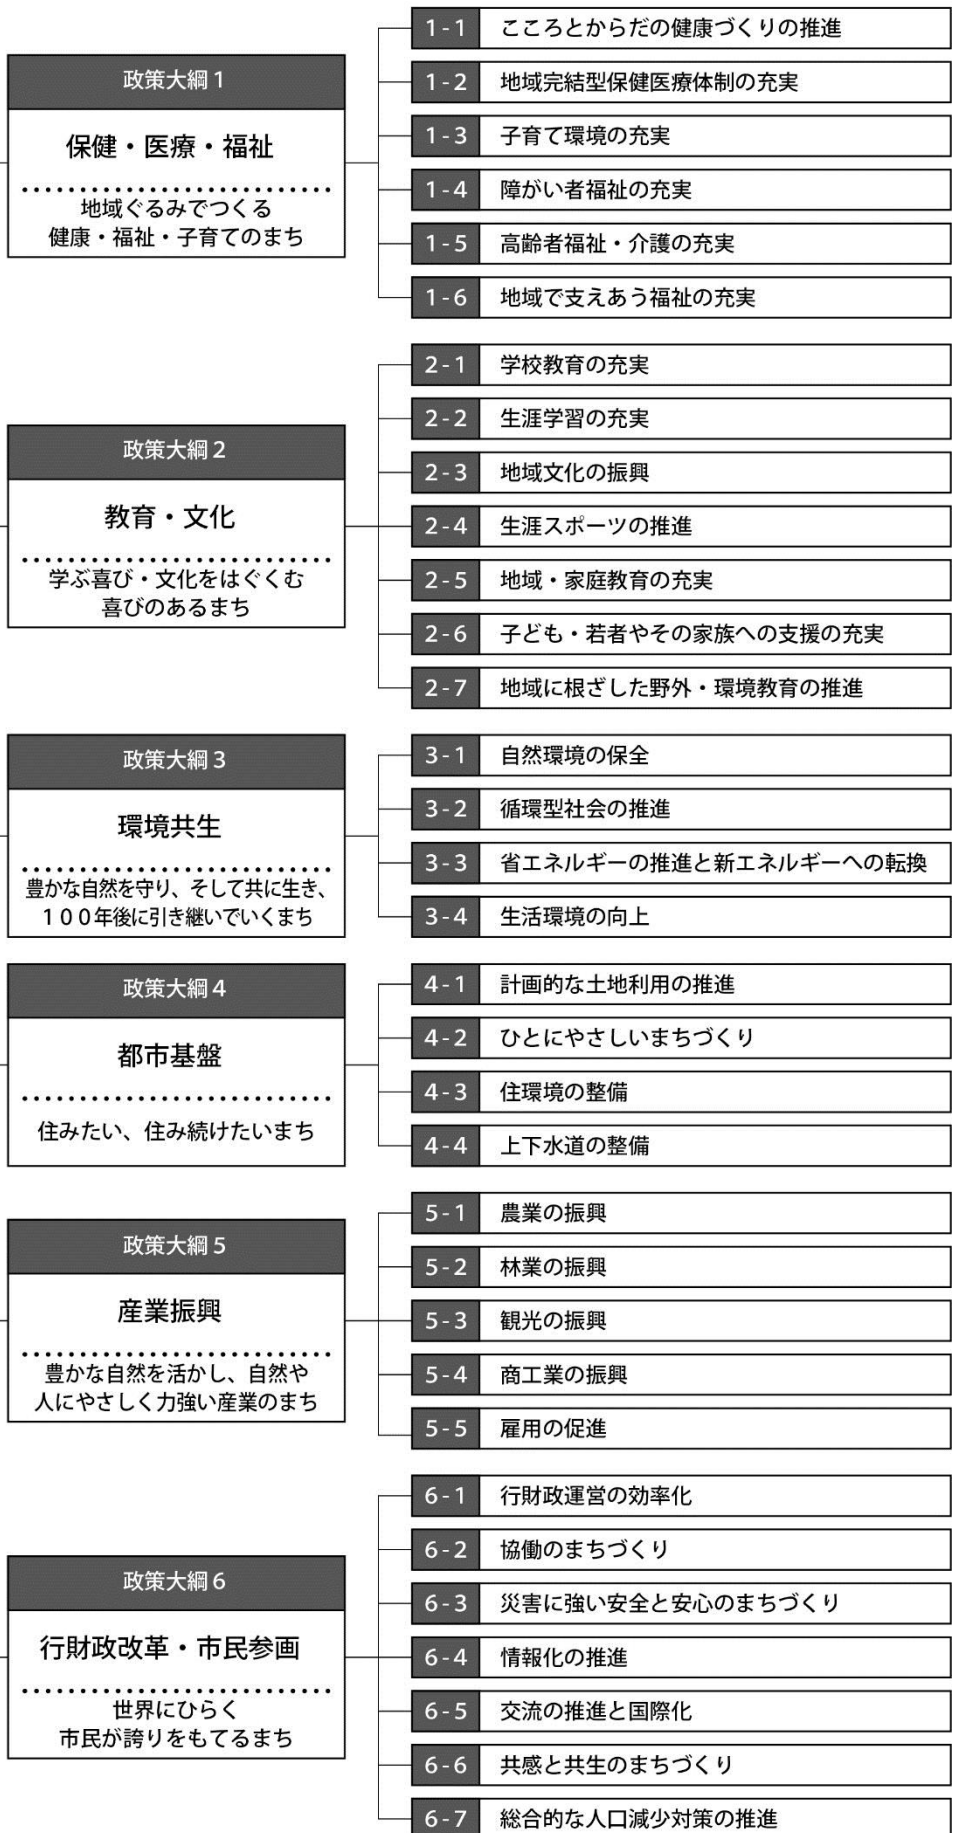 政策大綱1
保健・医療・福祉
地域ぐるみでつくる
健康・福祉・子育てのまち
1-1 こころとからだの健康づくりの推進
1-2 地域完結型保健医療体制の充実
1-3 子育て環境の充実
1-4 障がい者福祉の充実
1-5 高齢者福祉・介護の充実
1-6 地域で支えあう福祉の充実
政策大綱2
教育・文化
学ぶ喜び・文化をはぐくむ
喜びのあるまち
2-1 学校教育の充実
2-2 生涯学習の充実
2-3 地域文化の振興
2-4 生涯スポーツの推進
2-5 地域・家庭教育の充実
2-6 子ども・若者やその家族への支援の充実
2-7 地域に根ざした野外・環境教育の推進
政策大綱3
環境共生
豊かな自然を守り、そして共に生き、
100年後に引き継いでいくまち
3-1 自然環境の保全
3-2 循環型社会の推進
3-3 省エネルギーの推進と新エネルギーへの転換
3-4 生活環境の向上
政策大綱4
都市基盤
住みたい、住み続けたいまち
4-1 計画的な土地利用の推進
4-2 ひとにやさしいまちづくり
4-3 住環境の整備
4-4 上下水道の整備
政策大綱5
産業振興
豊かな自然を活かし、自然や
人にやさしく力強い産業のまち
5-1 農業の振興
5-2 林業の振興
5-3 観光の振興
5-4 商工業の振興
5-5 雇用の促進
政策大綱6
行財政改革・市民参画
世界にひらく
市民が誇りをもてるまち
6-1 行財政運営の効率化
6-2 協働のまちづくり
6-3 災害に強い安全と安心のまちづくり
6-4 情報化の推進
6-5 交流の推進と国際化
6-6 共感と共生のまちづくり
6-7 総合的な人口減少対策の推進